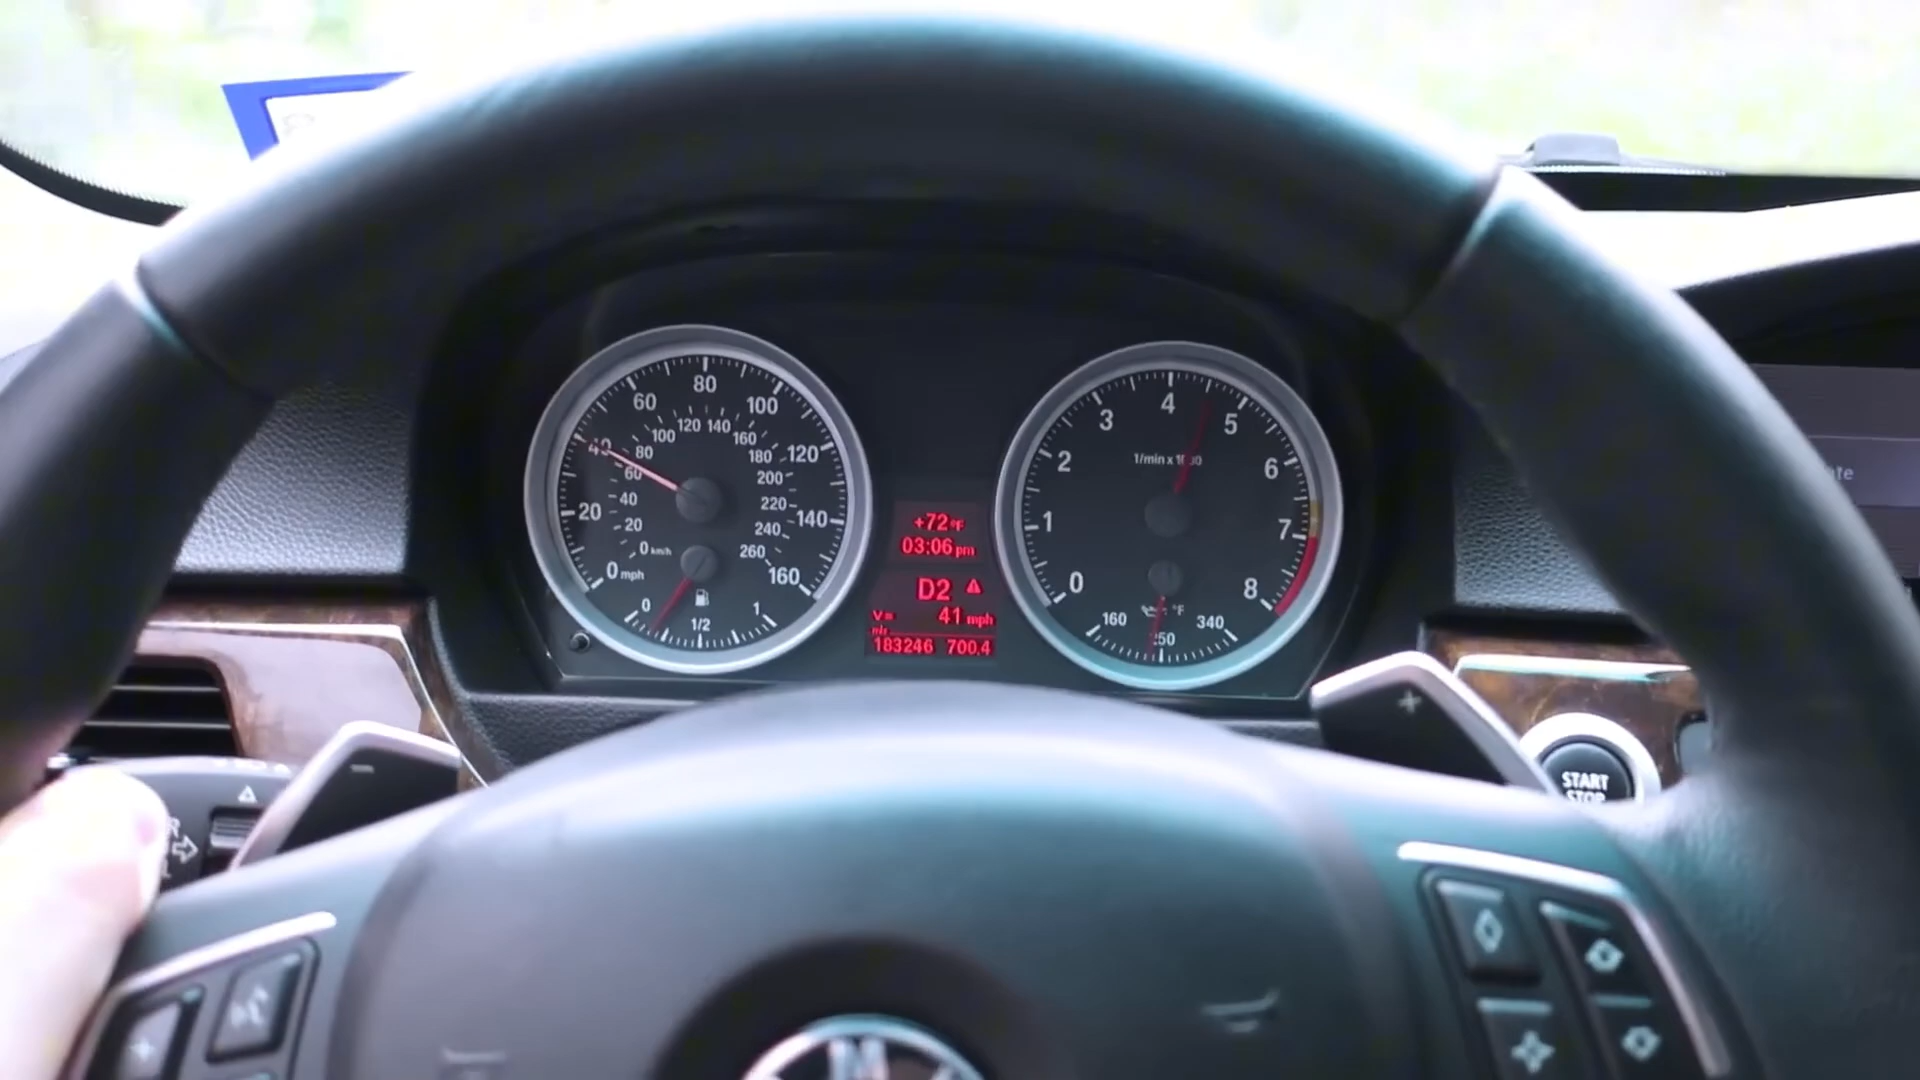 80
60 100
40 120
20 140
0 mph 160
120 140
100 160
80 180
60 200
40 220
20 240
0 km/h 260
0 1/2 1
+72°F
03:06 pm
D2
V= 41 mph
mls
183246 700.4
4
3 5
2 6
1 7
0 8
1/min x 1000
°F
160 250 340
+
-
START
STOP